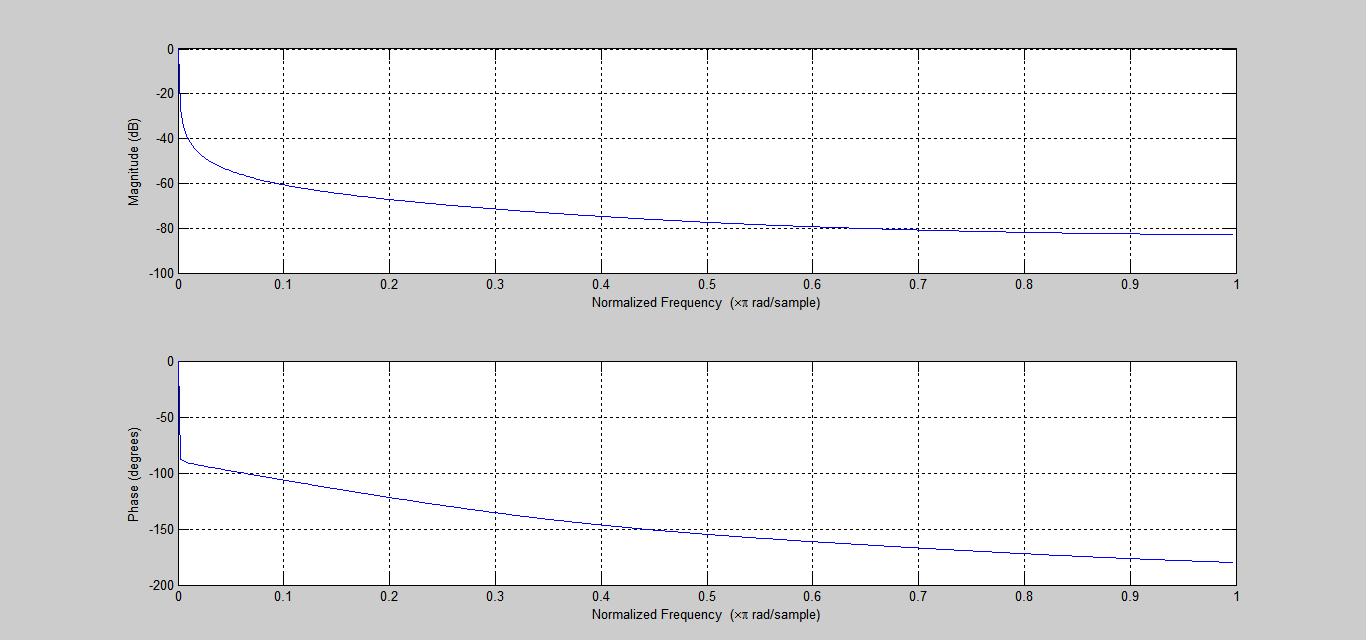 0
-20
-40
-60
-80
-100
Magnitude (dB)
0 0.1 0.2 0.3 0.4 0.5 0.6 0.7 0.8 0.9 1
Normalized Frequency (×π rad/sample)
0
-50
-100
-150
-200
Phase (degrees)
0 0.1 0.2 0.3 0.4 0.5 0.6 0.7 0.8 0.9 1
Normalized Frequency (×π rad/sample)